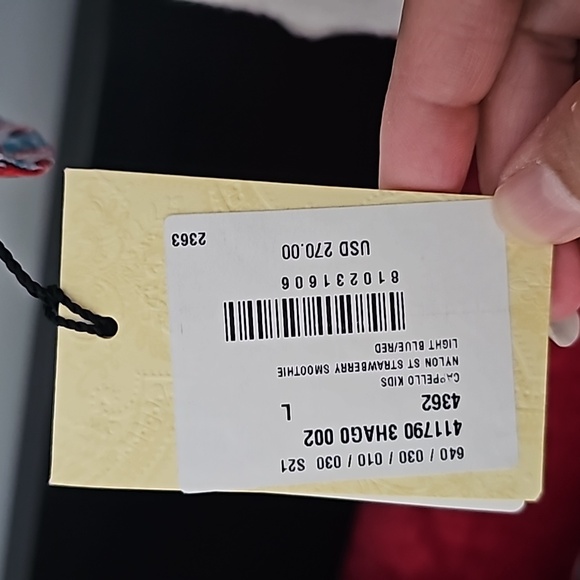 640 / 030 / 010 / 030 S21
411790 3HAG0 002
4362 L
CAPPELLO KIDS
NYLON ST STRAWBERRY SMOOTHIE
LIGHT BLUE/RED
810231606
USD 270.00
2363